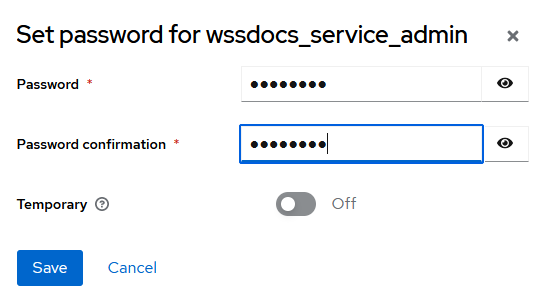 Set password for wssdocs_service_admin
Password *
••••••••
Password confirmation *
••••••••
Temporary
Off
Save Cancel